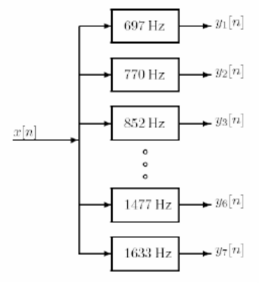 697 Hz y₁[n]
770 Hz y₂[n]
852 Hz y₃[n]
x[n]
1477 Hz y₆[n]
1633 Hz y₇[n]